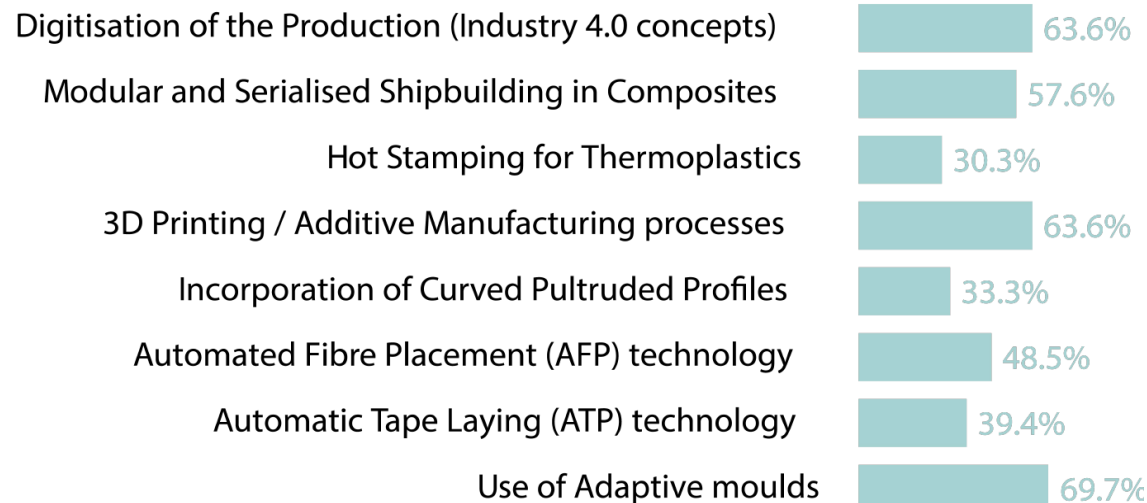 Digitisation of the Production (Industry 4.0 concepts) 63.6%
Modular and Serialised Shipbuilding in Composites 57.6%
Hot Stamping for Thermoplastics 30.3%
3D Printing / Additive Manufacturing processes 63.6%
Incorporation of Curved Pultruded Profiles 33.3%
Automated Fibre Placement (AFP) technology 48.5%
Automatic Tape Laying (ATP) technology 39.4%
Use of Adaptive moulds 69.7%